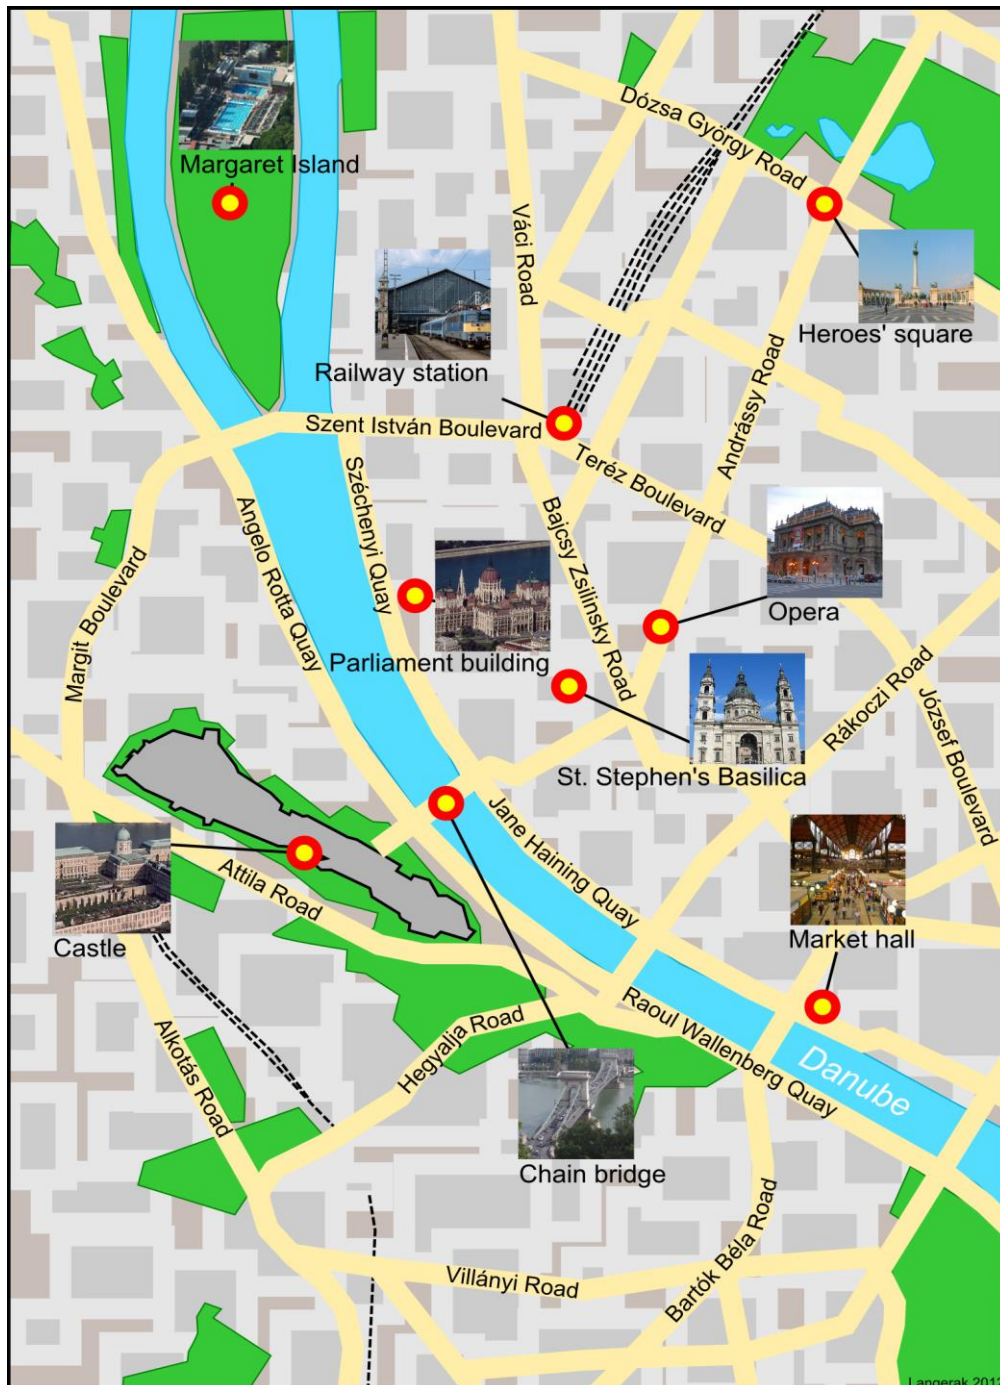 Margaret Island
Dózsa György Road
Váci Road
Heroes' square
Railway station
Szent István Boulevard
Andrássy Road
Teréz Boulevard
Széchenyi Quay
Angelo Rotta Quay
Bajcsy Zsilinsky Road
Margit Boulevard
Opera
Parliament building
Rákoczi Road
József Boulevard
St. Stephen's Basilica
Jane Haining Quay
Attila Road
Castle
Market hall
Raoul Wallenberg Quay
Hegyalja Road
Alkotás Road
Danube
Chain bridge
Bartók Béla Road
Villányi Road
Langerak 2012